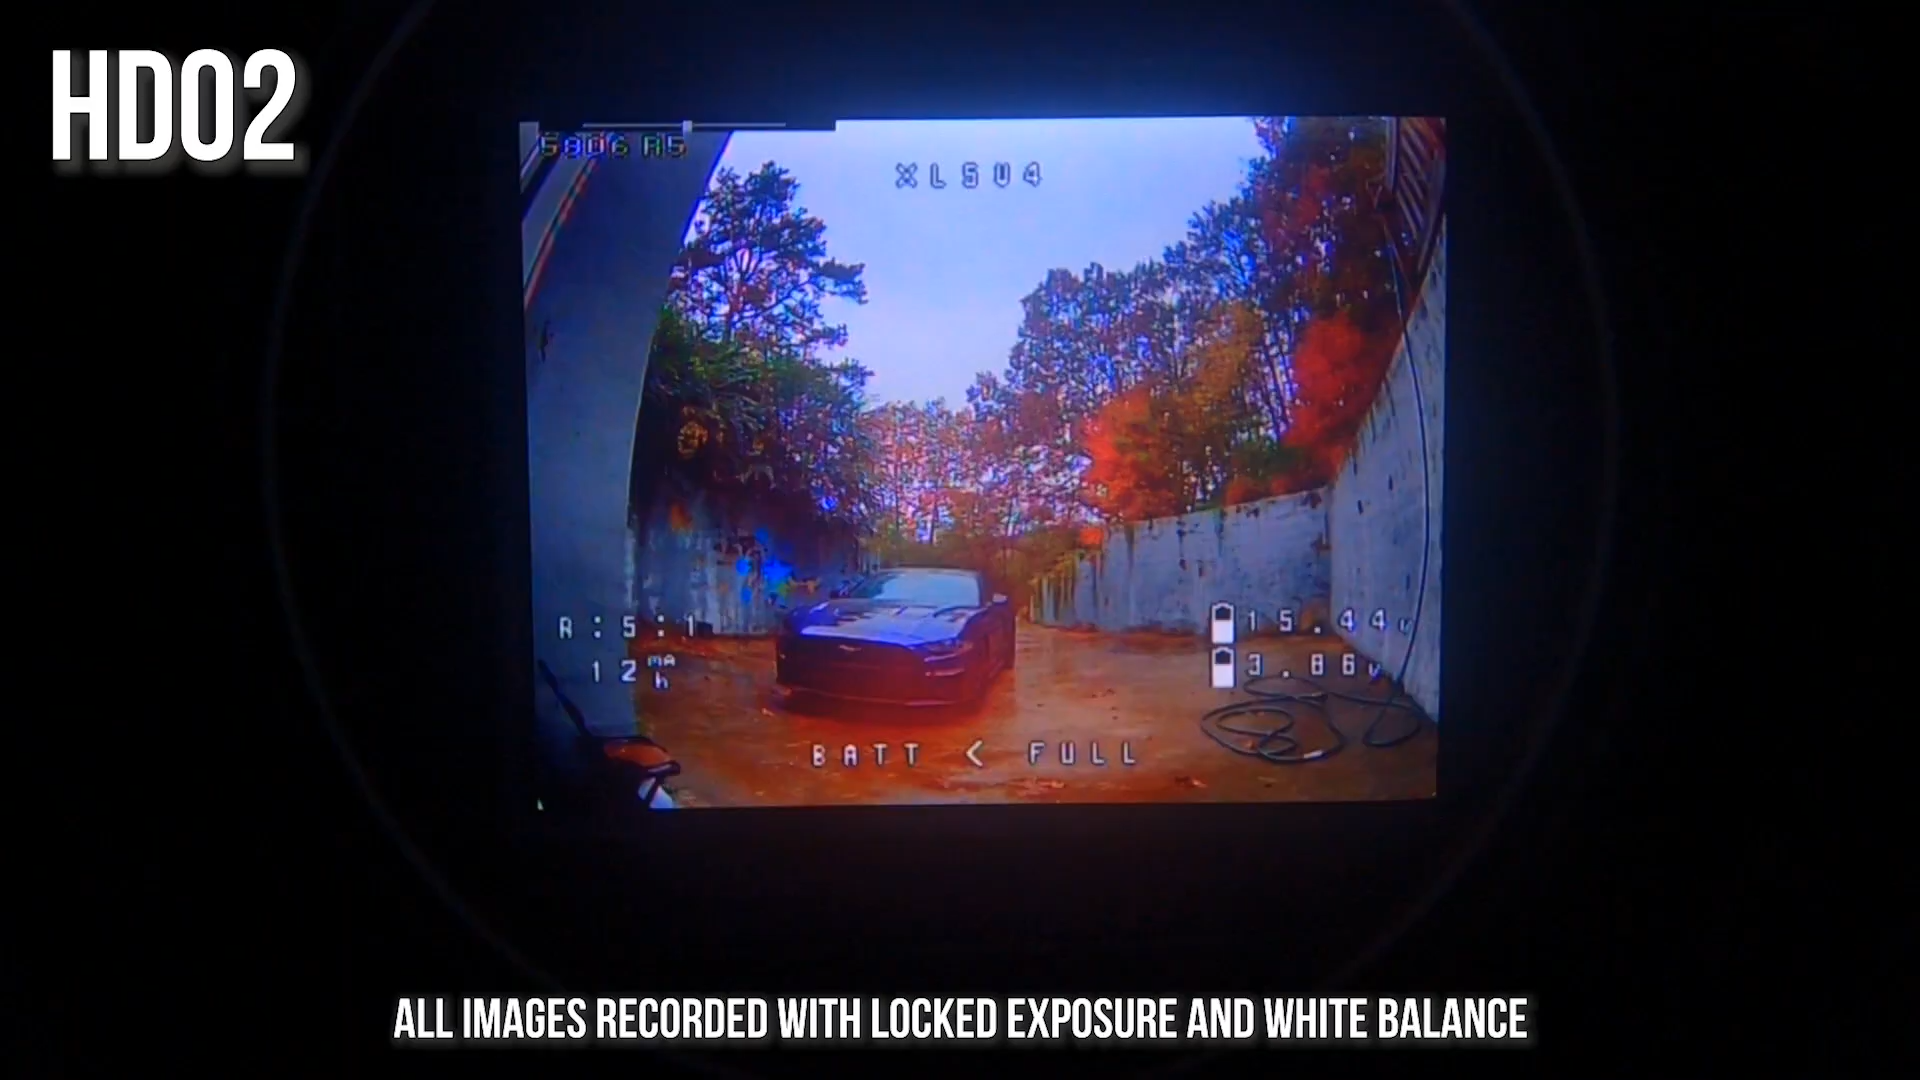 HD02
5806 R5
XLSV4
R:5:1
12 mAh
15.44v
3.86v
BATT < FULL
ALL IMAGES RECORDED WITH LOCKED EXPOSURE AND WHITE BALANCE